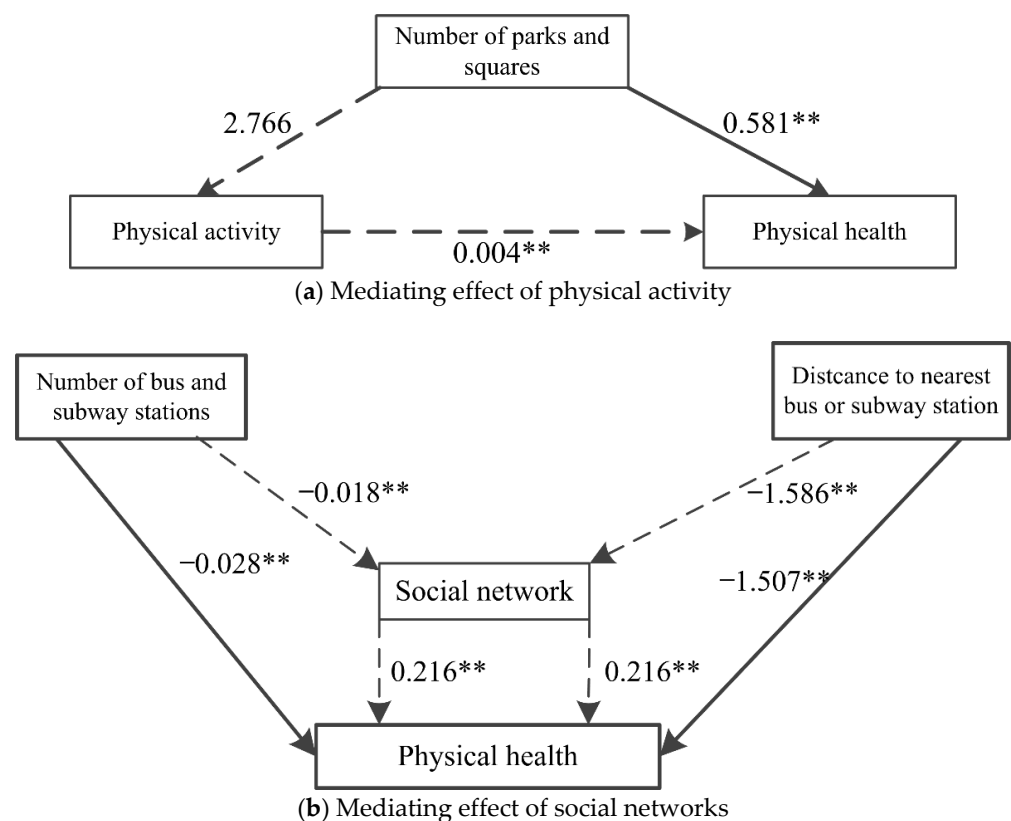 Number of parks and
squares
2.766
0.581**
Physical activity
Physical health
0.004**
(a) Mediating effect of physical activity
Number of bus and
subway stations
Distcance to nearest
bus or subway station
−0.018**
−1.586**
−0.028**
−1.507**
Social network
0.216**
0.216**
Physical health
(b) Mediating effect of social networks